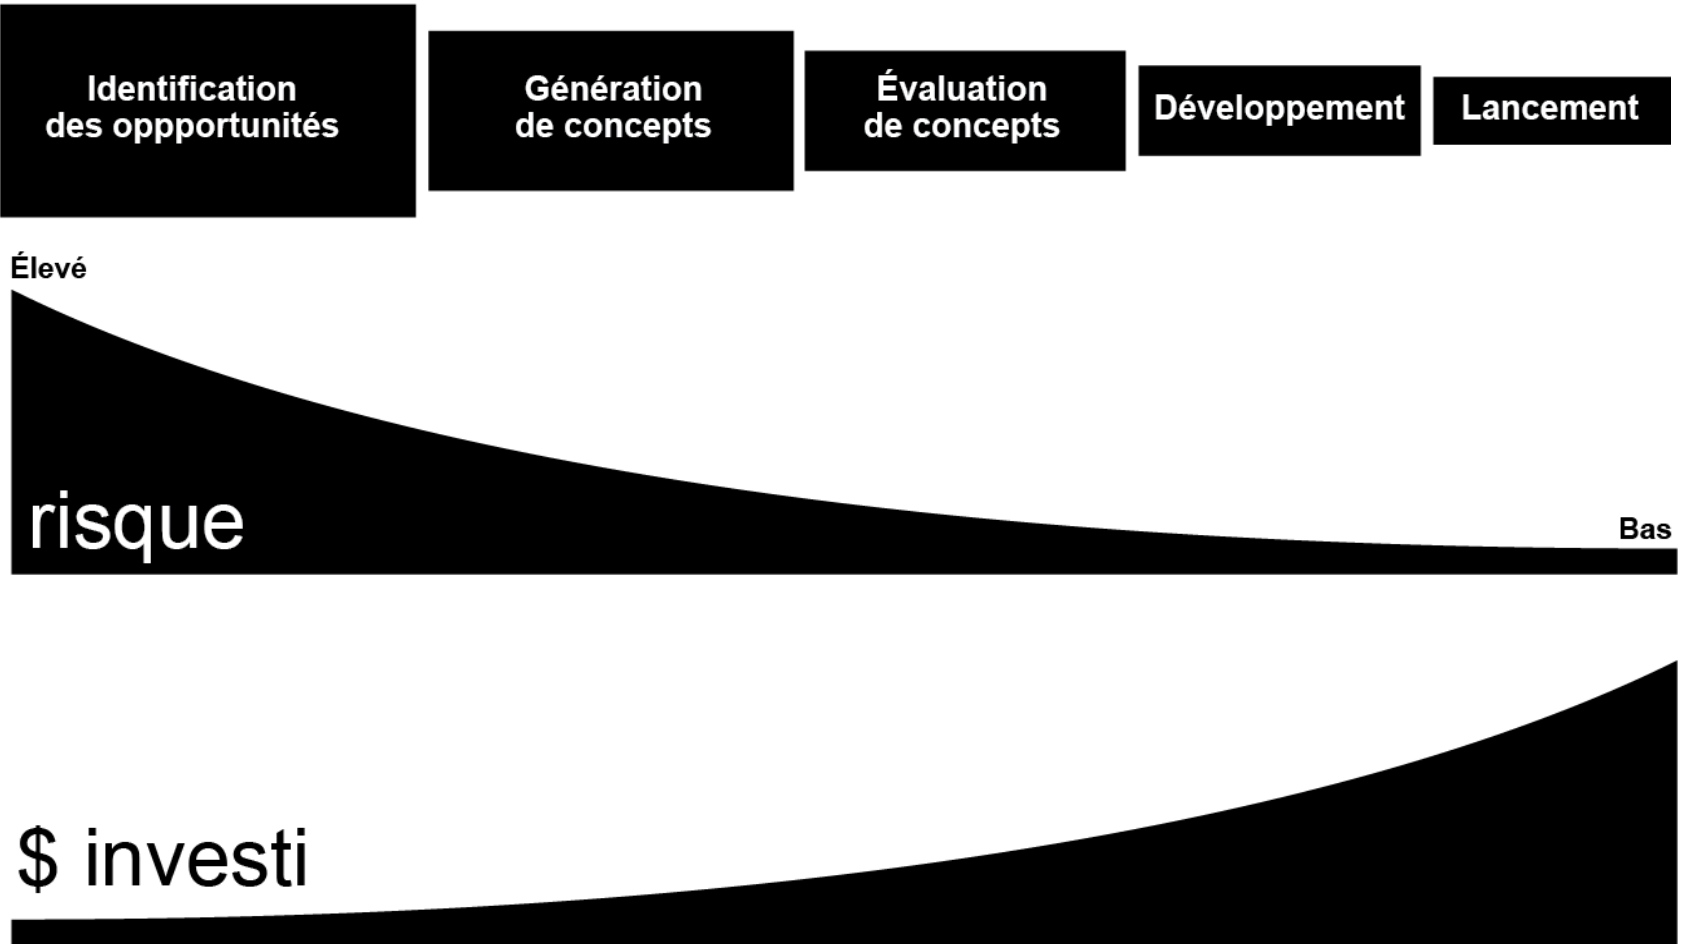 Identification
des oppportunités
Génération
de concepts
Évaluation
de concepts
Développement
Lancement
Élevé
risque
Bas
$ investi